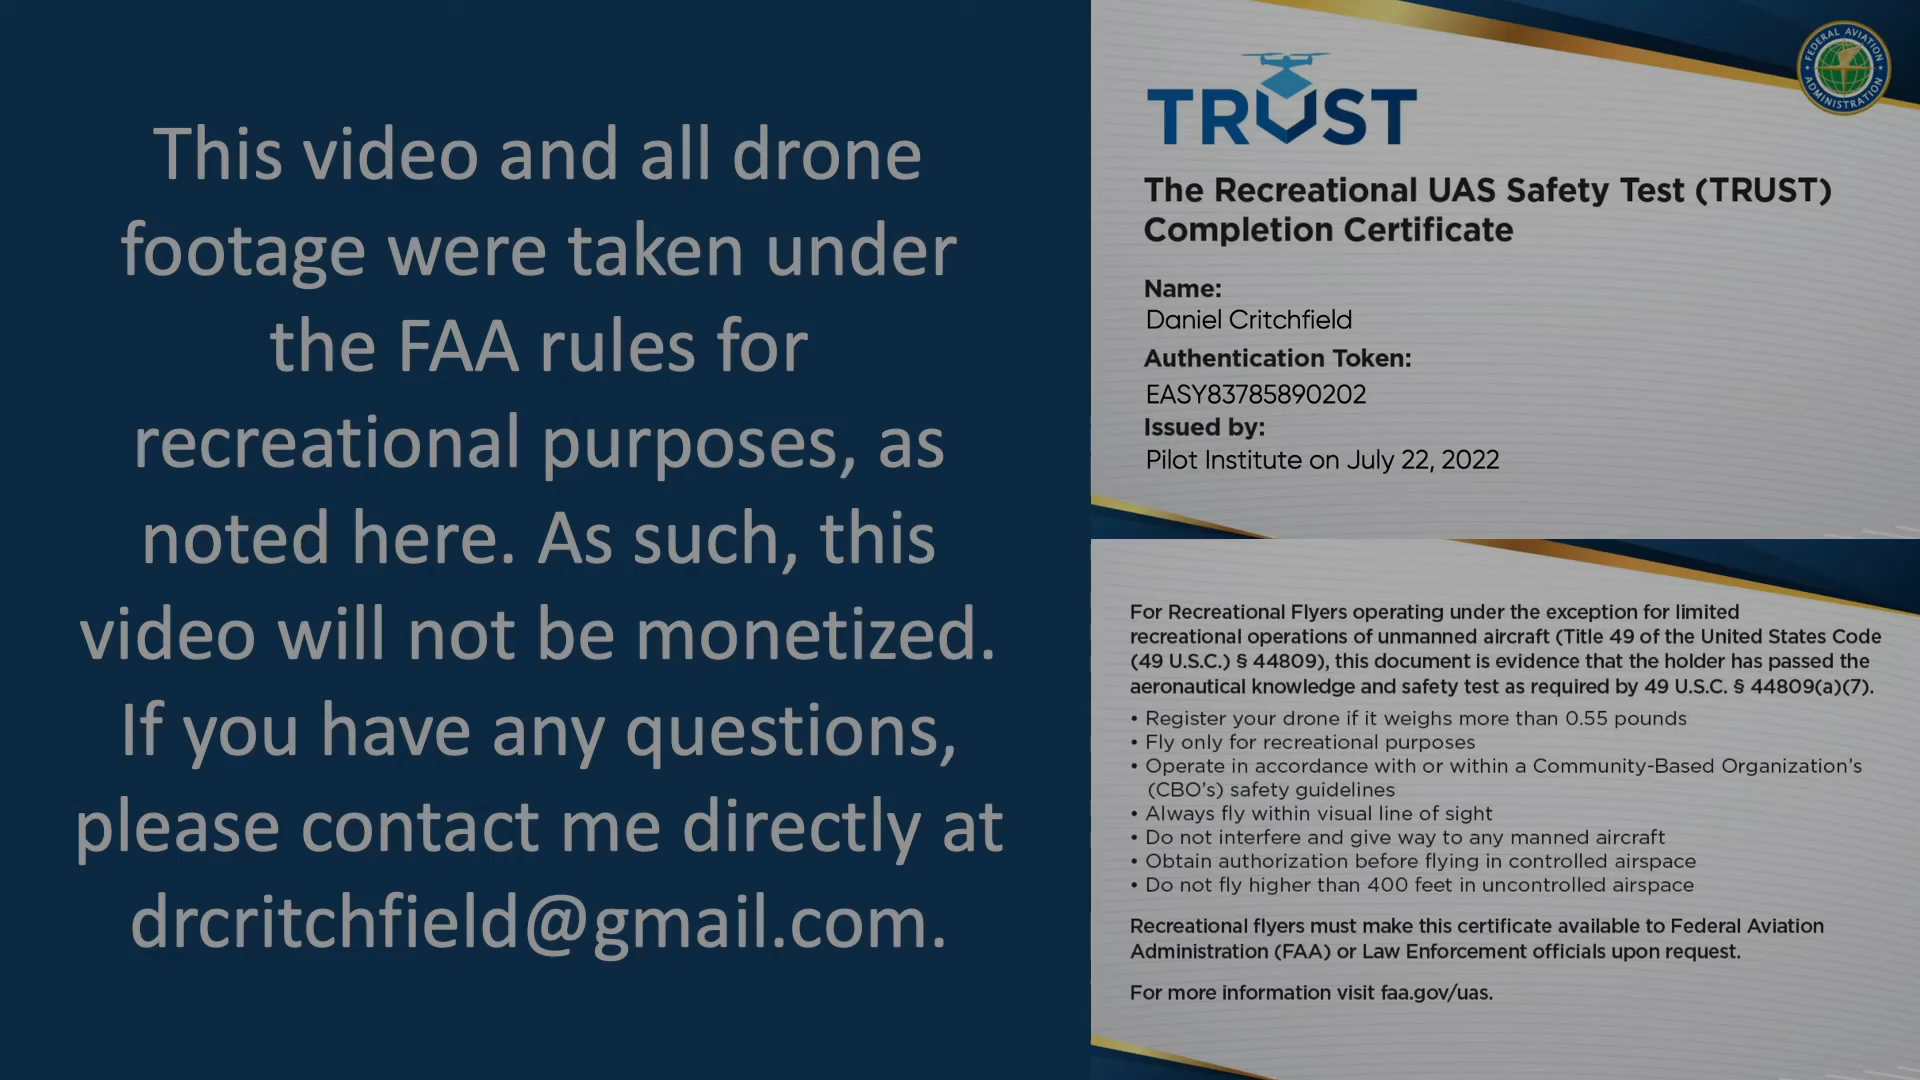 This video and all drone
footage were taken under
the FAA rules for
recreational purposes, as
noted here. As such, this
video will not be monetized.
If you have any questions,
please contact me directly at
drcritchfield@gmail.com.
TRUST
FEDERAL AVIATION ADMINISTRATION
The Recreational UAS Safety Test (TRUST)
Completion Certificate
Name:
Daniel Critchfield
Authentication Token:
EASY83785890202
Issued by:
Pilot Institute on July 22, 2022
For Recreational Flyers operating under the exception for limited
recreational operations of unmanned aircraft (Title 49 of the United States Code
(49 U.S.C.) § 44809), this document is evidence that the holder has passed the
aeronautical knowledge and safety test as required by 49 U.S.C. § 44809(a)(7).
• Register your drone if it weighs more than 0.55 pounds
• Fly only for recreational purposes
• Operate in accordance with or within a Community-Based Organization's
(CBO's) safety guidelines
• Always fly within visual line of sight
• Do not interfere and give way to any manned aircraft
• Obtain authorization before flying in controlled airspace
• Do not fly higher than 400 feet in uncontrolled airspace
Recreational flyers must make this certificate available to Federal Aviation
Administration (FAA) or Law Enforcement officials upon request.
For more information visit faa.gov/uas.